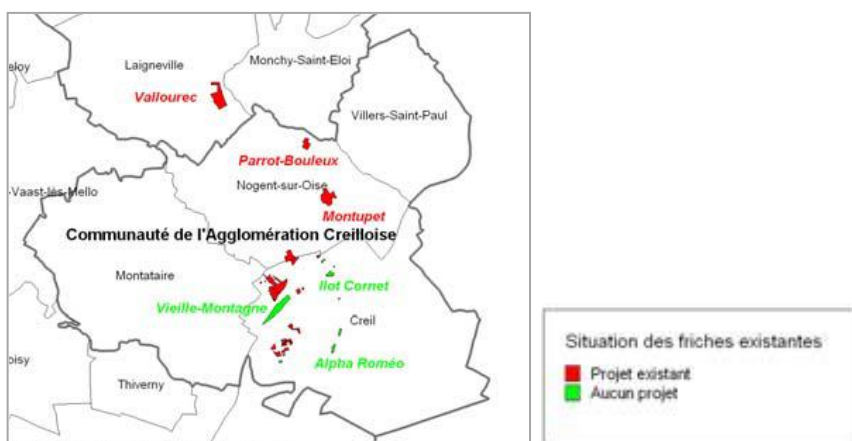 Laigneville
Monchy-Saint-Eloi
eloy
Vallourec
Villers-Saint-Paul
Parrot-Bouleux
Nogent-sur-Oise
-Vaast-lès-Mello
Montupet
Communauté de l'Agglomération Creilloise
Montataire
Ilot Cornet
Vieille-Montagne
Creil
Alpha Roméo
oisy
Thiverny
Situation des friches existantes
Projet existant
Aucun projet